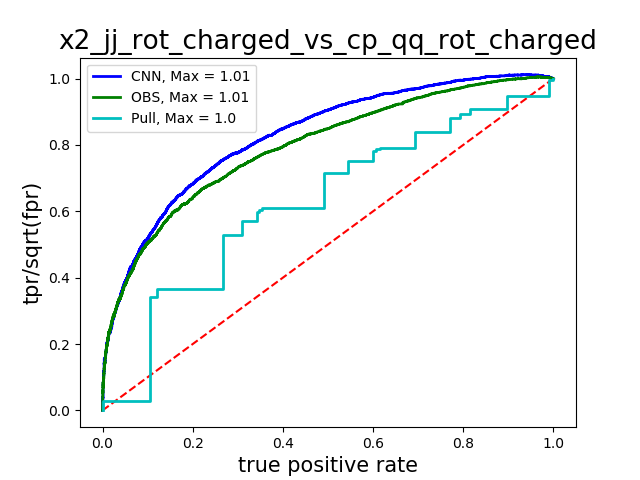 x2_jj_rot_charged_vs_cp_qq_rot_charged
CNN, Max = 1.01
OBS, Max = 1.01
Pull, Max = 1.0
tpr/sqrt(fpr)
1.0
0.8
0.6
0.4
0.2
0.0
0.0 0.2 0.4 0.6 0.8 1.0
true positive rate